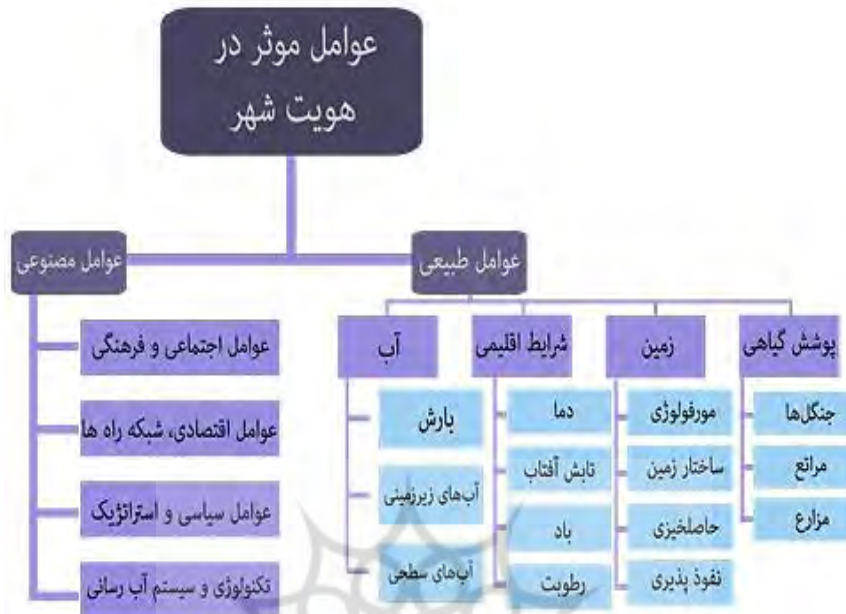 عوامل موثر در
هویت شهر
عوامل طبیعی
عوامل مصنوعی
پوشش گیاهی
جنگل‌ها
مراتع
مزارع
زمین
مورفولوژی
ساختار زمین
حاصلخیزی
نفوذ پذیری
شرایط اقلیمی
دما
تابش آفتاب
باد
رطوبت
آب
بارش
آب‌های زیرزمینی
آب‌های سطحی
عوامل اجتماعی و فرهنگی
عوامل اقتصادی، شبکه راه ها
عوامل سیاسی و استراتژیک
تکنولوژی و سیستم آب رسانی